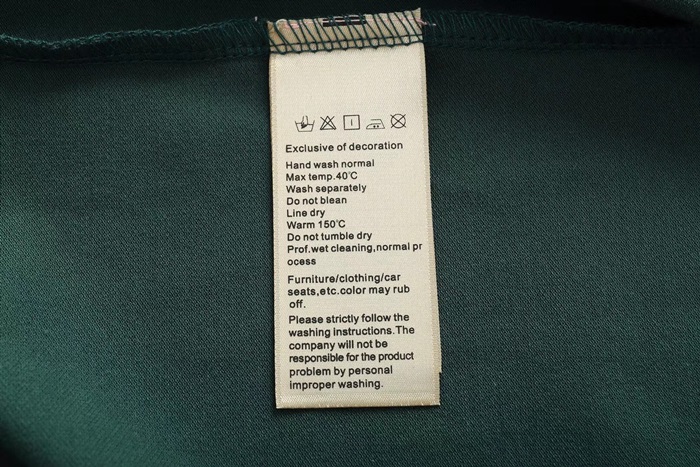 Exclusive of decoration
Hand wash normal
Max temp.40℃
Wash separately
Do not blean
Line dry
Warm 150℃
Do not tumble dry
Prof.wet cleaning,normal pr
ocess
Furniture/clothing/car
seats,etc.color may rub
off.
Please strictly follow the
washing instructions.The
company will not be
responsible for the product
problem by personal
improper washing.